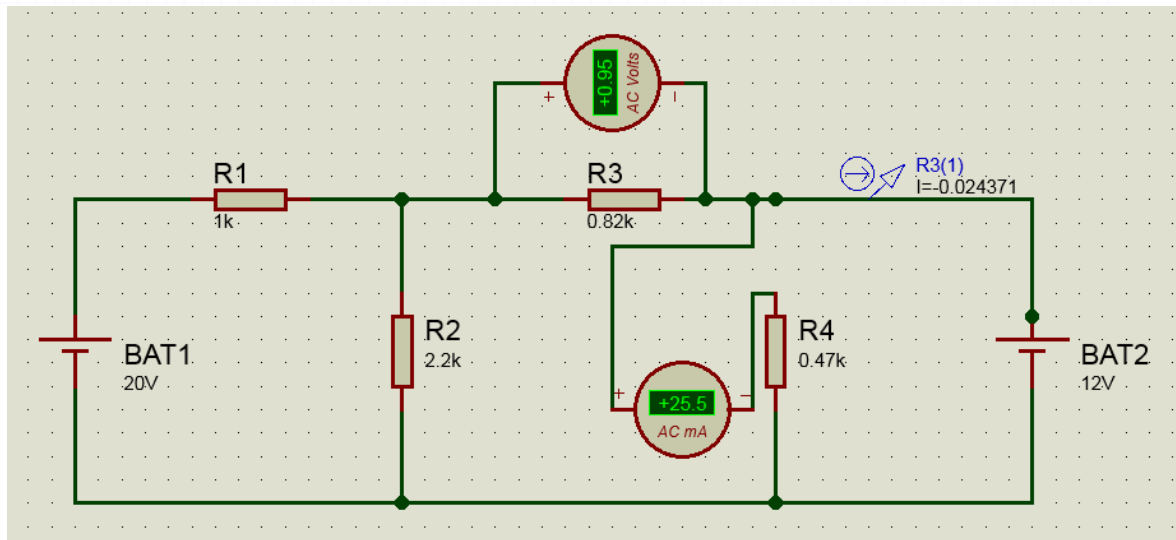 +0.95
AC Volts
+
-
R1
1k
R3
0.82k
R3(1)
I=-0.024371
BAT1
20V
R2
2.2k
R4
0.47k
BAT2
12V
+
-
+25.5
AC mA